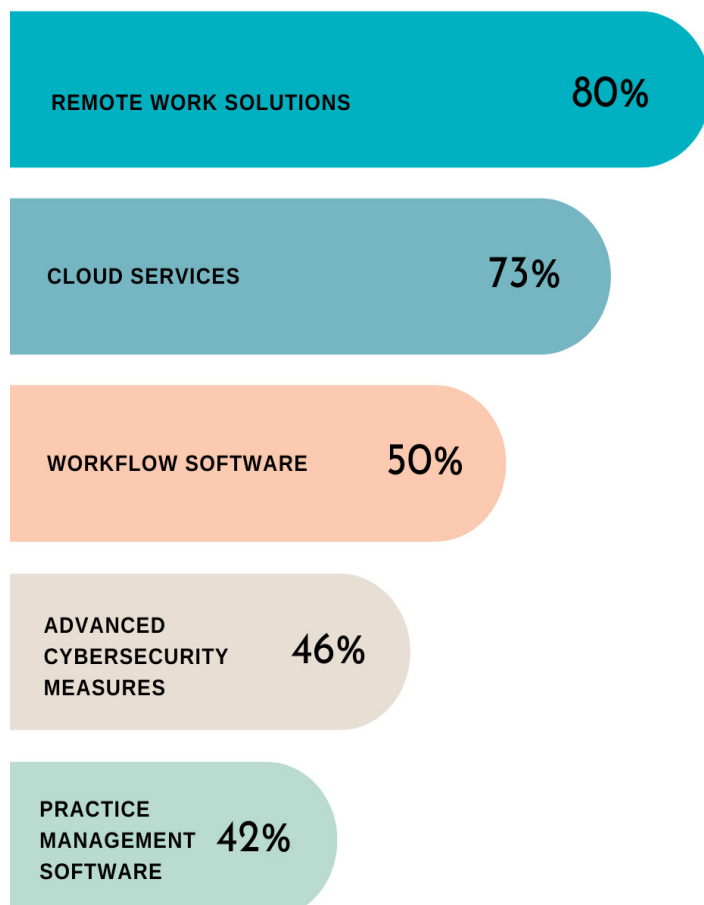 REMOTE WORK SOLUTIONS 80%
CLOUD SERVICES 73%
WORKFLOW SOFTWARE 50%
ADVANCED
CYBERSECURITY 46%
MEASURES
PRACTICE
MANAGEMENT 42%
SOFTWARE